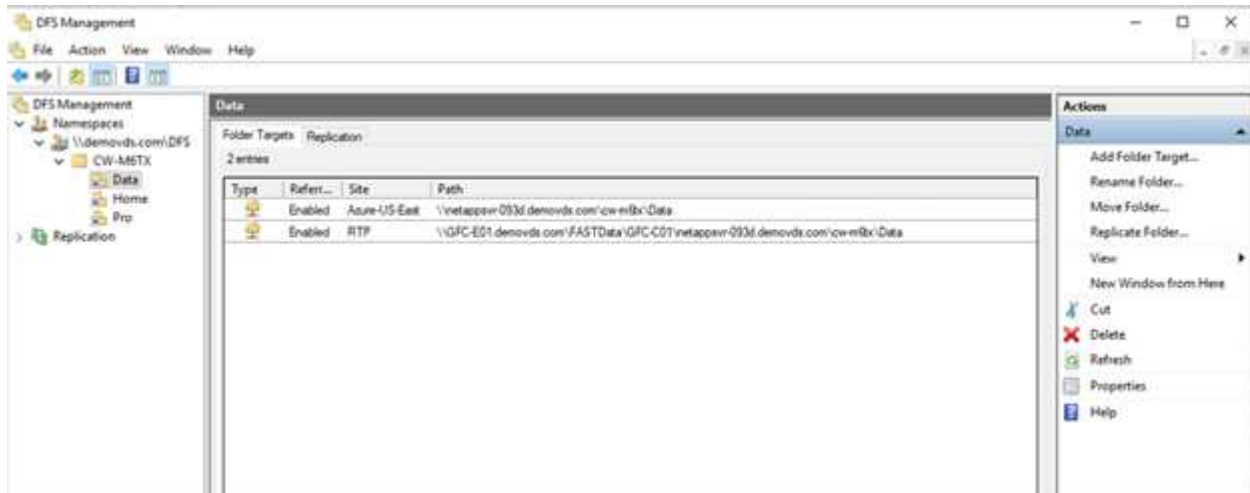 DFS Management
File Action View Window Help
DFS Management
Namespaces
\\demovds.com\DFS
CW-M6TX
Data
Home
Pro
Replication
Data
Folder Targets Replication
2 entries
Type Referr... Site Path
Enabled Azure-US-East \\netappsvr-093d.demovds.com\cw-m6tx\Data
Enabled RTP \\GFC-E01.demovds.com\FASTData\GFC-C01\netappsvr-093d.demovds.com\cw-m6tx\Data
Actions
Data
Add Folder Target...
Rename Folder...
Move Folder...
Replicate Folder...
View
New Window from Here
Cut
Delete
Refresh
Properties
Help